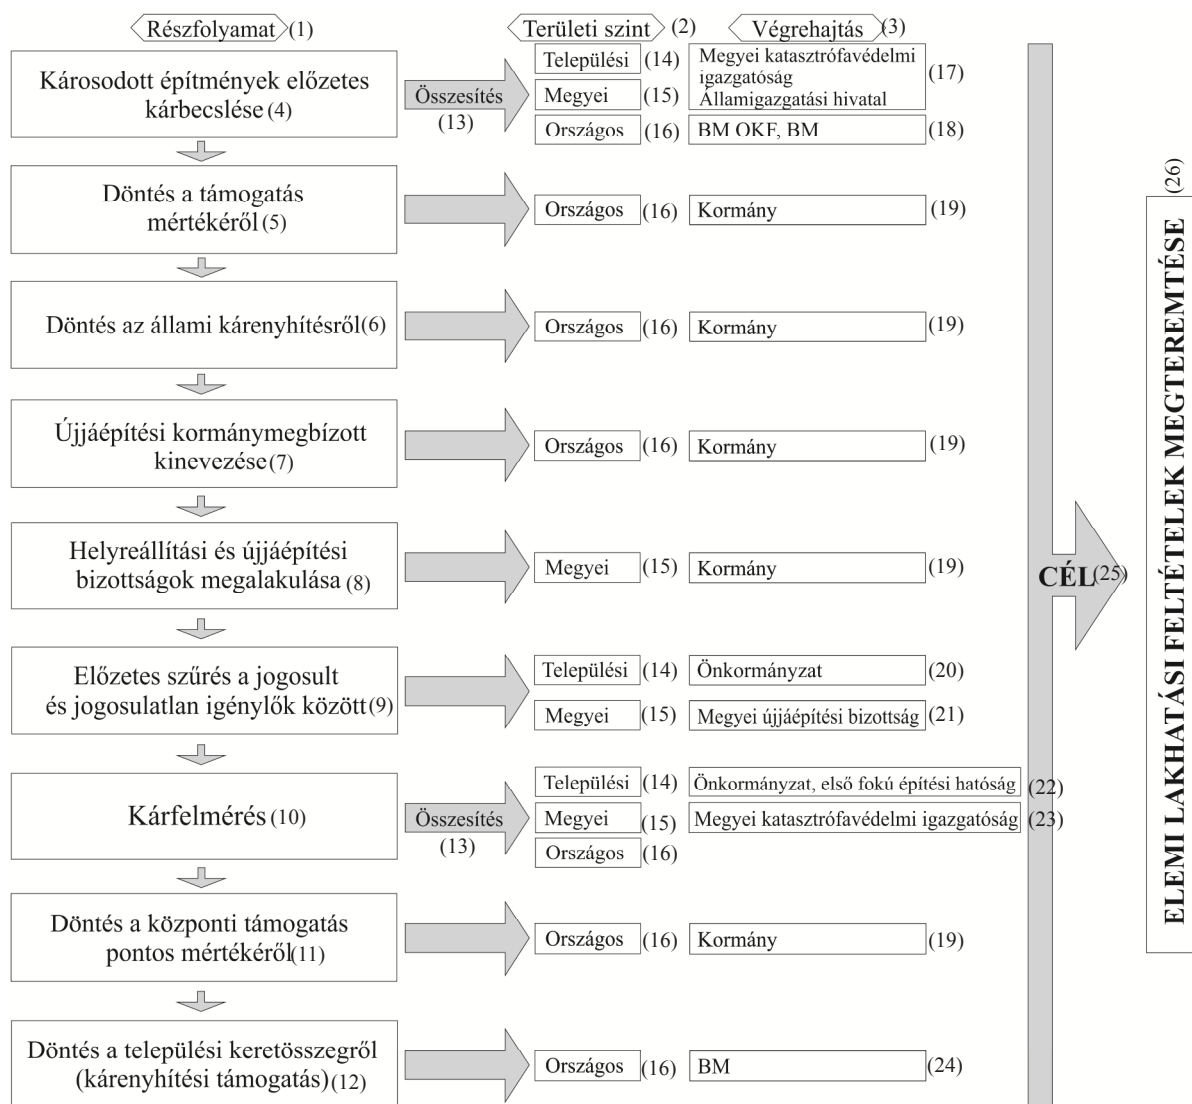 Részfolyamat (1)
Területi szint (2)
Végrehajtás (3)
Károsodott építmények előzetes
kárbecslése (4)
Összesítés
(13)
Települési (14)
Megyei (15)
Országos (16)
Megyei katasztrófavédelmi
igazgatóság
Államigazgatási hivatal
(17)
BM OKF, BM (18)
Döntés a támogatás
mértékéről (5)
Országos (16)
Kormány (19)
Döntés az állami kárenyhítésről (6)
Országos (16)
Kormány (19)
Újjáépítési kormánymegbízott
kinevezése (7)
Országos (16)
Kormány (19)
Helyreállítási és újjáépítési
bizottságok megalakulása (8)
Megyei (15)
Kormány (19)
Előzetes szűrés a jogosult
és jogosulatlan igénylők között (9)
Települési (14)
Önkormányzat (20)
Megyei (15)
Megyei újjáépítési bizottság (21)
Kárfelmérés (10)
Összesítés
(13)
Települési (14)
Önkormányzat, első fokú építési hatóság (22)
Megyei (15)
Megyei katasztrófavédelmi igazgatóság (23)
Országos (16)
Döntés a központi támogatás
pontos mértékéről (11)
Országos (16)
Kormány (19)
Döntés a települési keretösszegről
(kárenyhítési támogatás) (12)
Országos (16)
BM (24)
CÉL (25)
ELEMI LAKHATÁSI FELTÉTELEK MEGTEREMTÉSE (26)